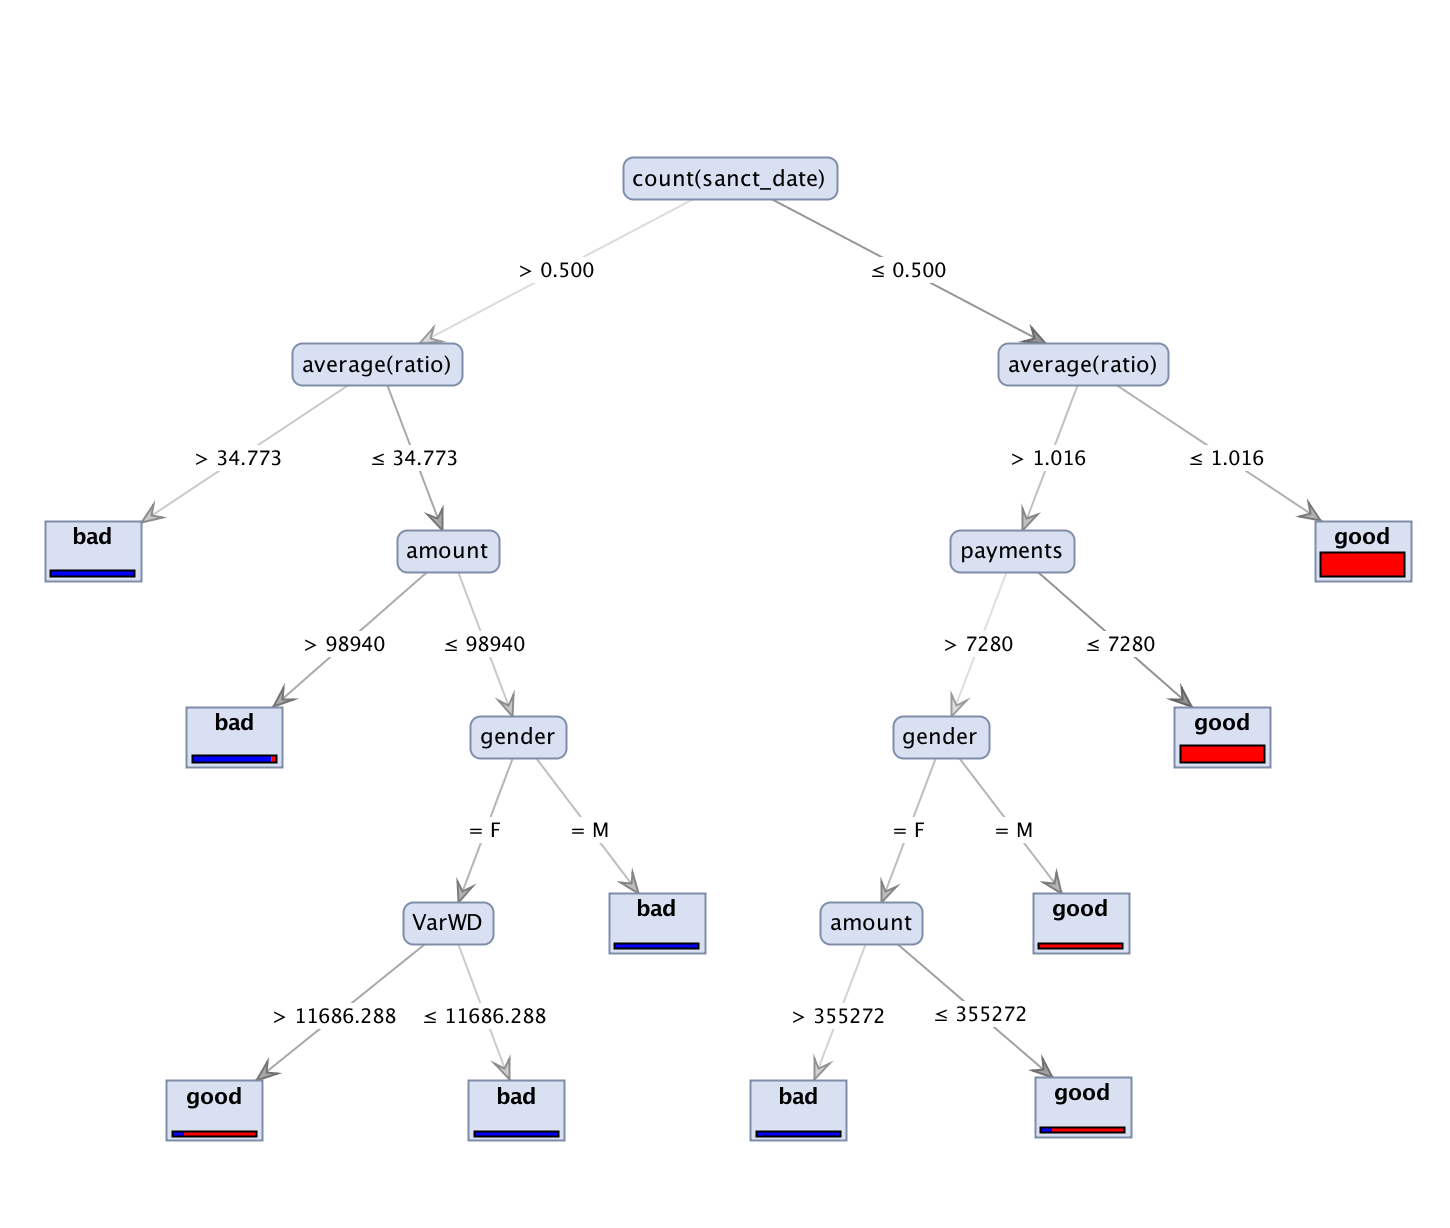 count(sanct_date)
> 0.500
≤ 0.500
average(ratio)
average(ratio)
> 34.773
≤ 34.773
> 1.016
≤ 1.016
bad
amount
payments
good
> 98940
≤ 98940
> 7280
≤ 7280
bad
gender
gender
good
= F
= M
= F
= M
VarWD
bad
amount
good
> 11686.288
≤ 11686.288
> 355272
≤ 355272
good
bad
bad
good